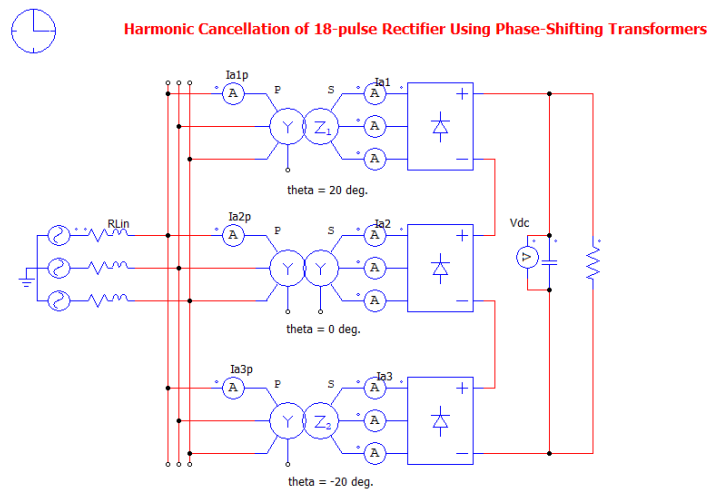 Harmonic Cancellation of 18-pulse Rectifier Using Phase-Shifting Transformers
Ia1p
P
S
Ia1
A
A
Y
Z1
A
A
+
−
theta = 20 deg.
RLin
Ia2p
P
S
Ia2
A
A
Y
Y
A
A
+
−
Vdc
V
theta = 0 deg.
Ia3p
P
S
Ia3
A
A
Y
Z2
A
A
+
−
theta = -20 deg.